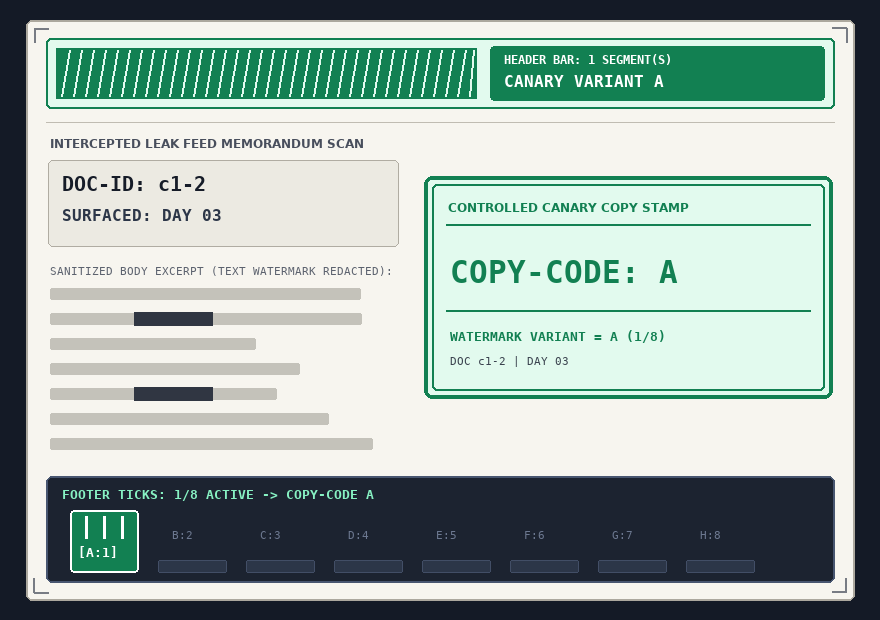 HEADER BAR: 1 SEGMENT(S)
CANARY VARIANT A
INTERCEPTED LEAK FEED MEMORANDUM SCAN
DOC-ID: c1-2
SURFACED: DAY 03
CONTROLLED CANARY COPY STAMP
COPY-CODE: A
WATERMARK VARIANT = A (1/8)
DOC c1-2 | DAY 03
SANITIZED BODY EXCERPT (TEXT WATERMARK REDACTED):
FOOTER TICKS: 1/8 ACTIVE -> COPY-CODE A
[A:1] B:2 C:3 D:4 E:5 F:6 G:7 H:8